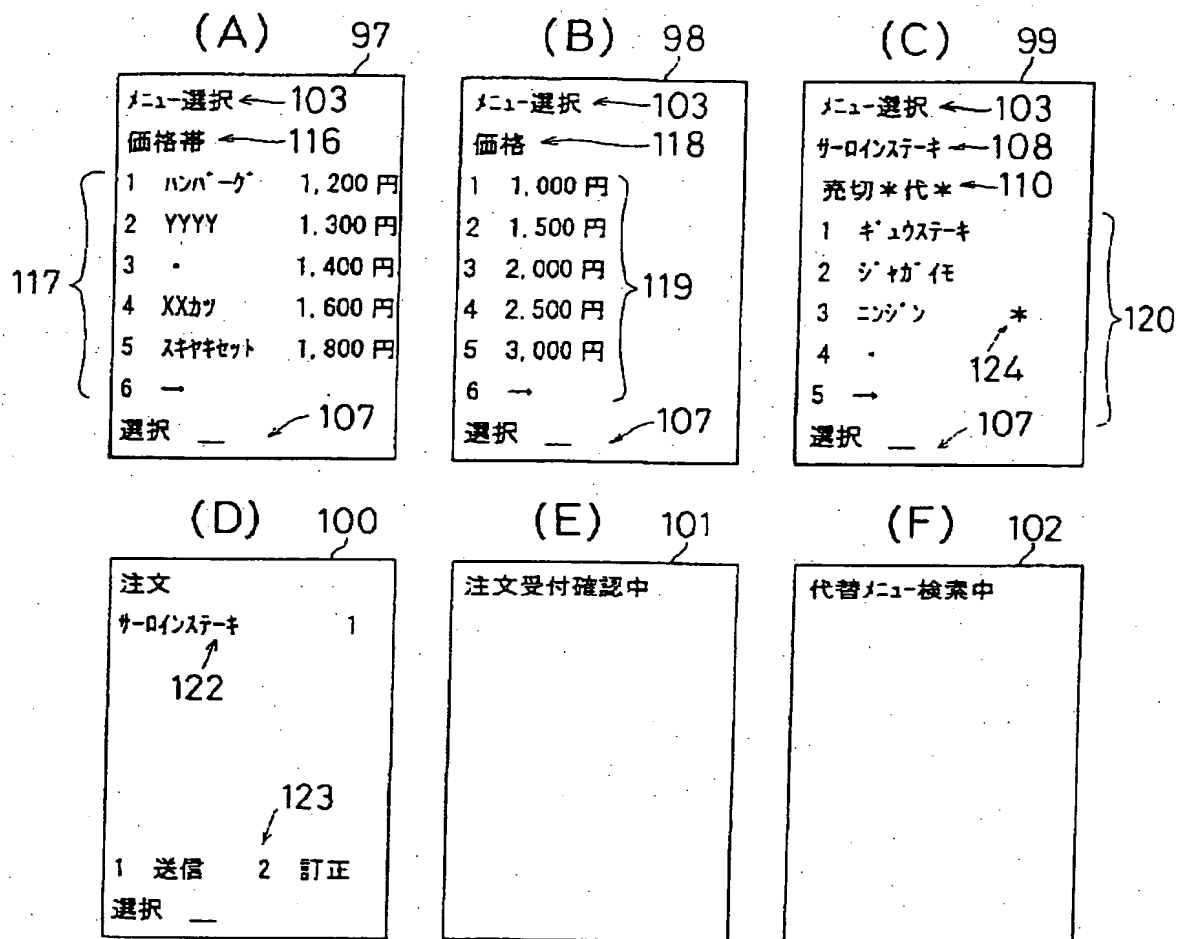 (A) 97
メニュー選択 ← 103
価格帯 ← 116
1 ハンバーグ 1,200 円
2 YYYY 1,300 円
3 ・ 1,400 円
4 XXカツ 1,600 円
5 スキヤキセット 1,800 円
6 →
選択 _ 107
117
(B) 98
メニュー選択 ← 103
価格 ← 118
1 1,000 円
2 1,500 円
3 2,000 円
4 2,500 円
5 3,000 円
6 →
選択 _ 107
119
(C) 99
メニュー選択 ← 103
サーロインステーキ ← 108
売切*代* ← 110
1 ギュウステーキ
2 ジャガイモ
3 ニンジン *
4 ・ 124
5 →
選択 _ 107
120
(D) 100
注文
サーロインステーキ 1
122
123
1 送信 2 訂正
選択 _
(E) 101
注文受付確認中
(F) 102
代替メニュー検索中